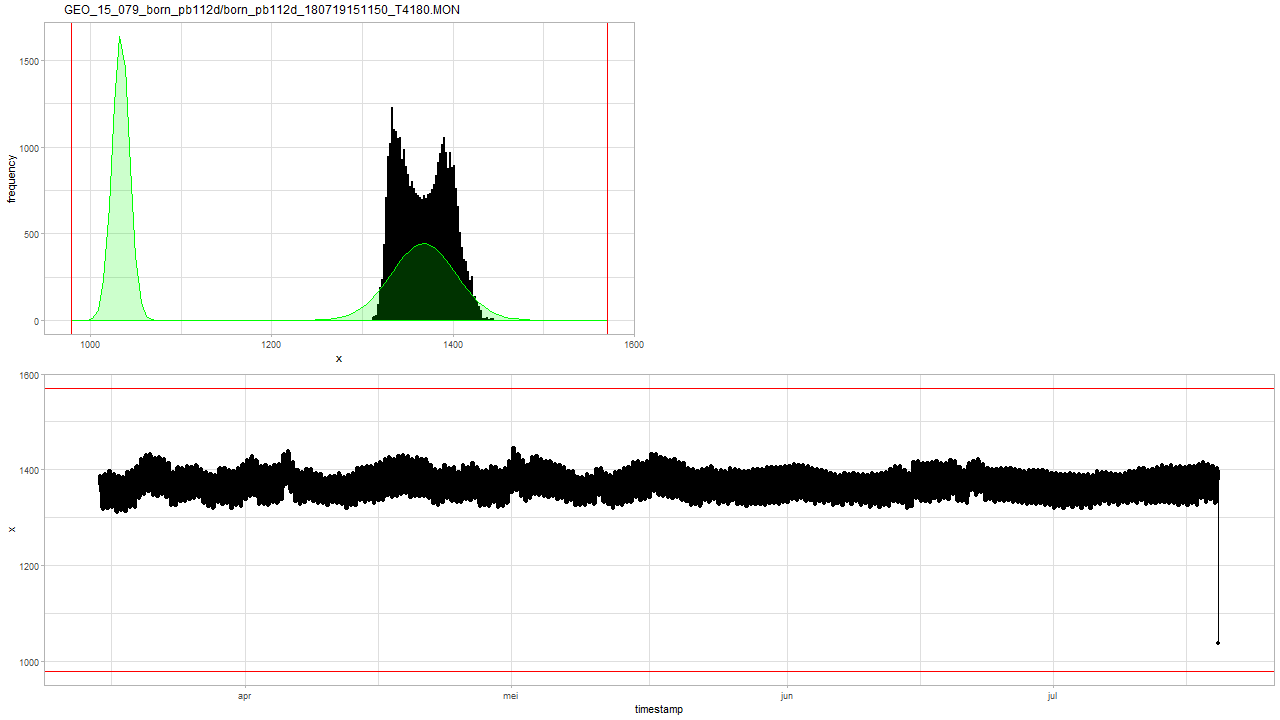 GEO_15_079_born_pb112d/born_pb112d_180719151150_T4180.MON
frequency
1500
1000
500
0
1000
1200
1400
1600
x
x
1600
1400
1200
1000
apr
mei
jun
jul
timestamp